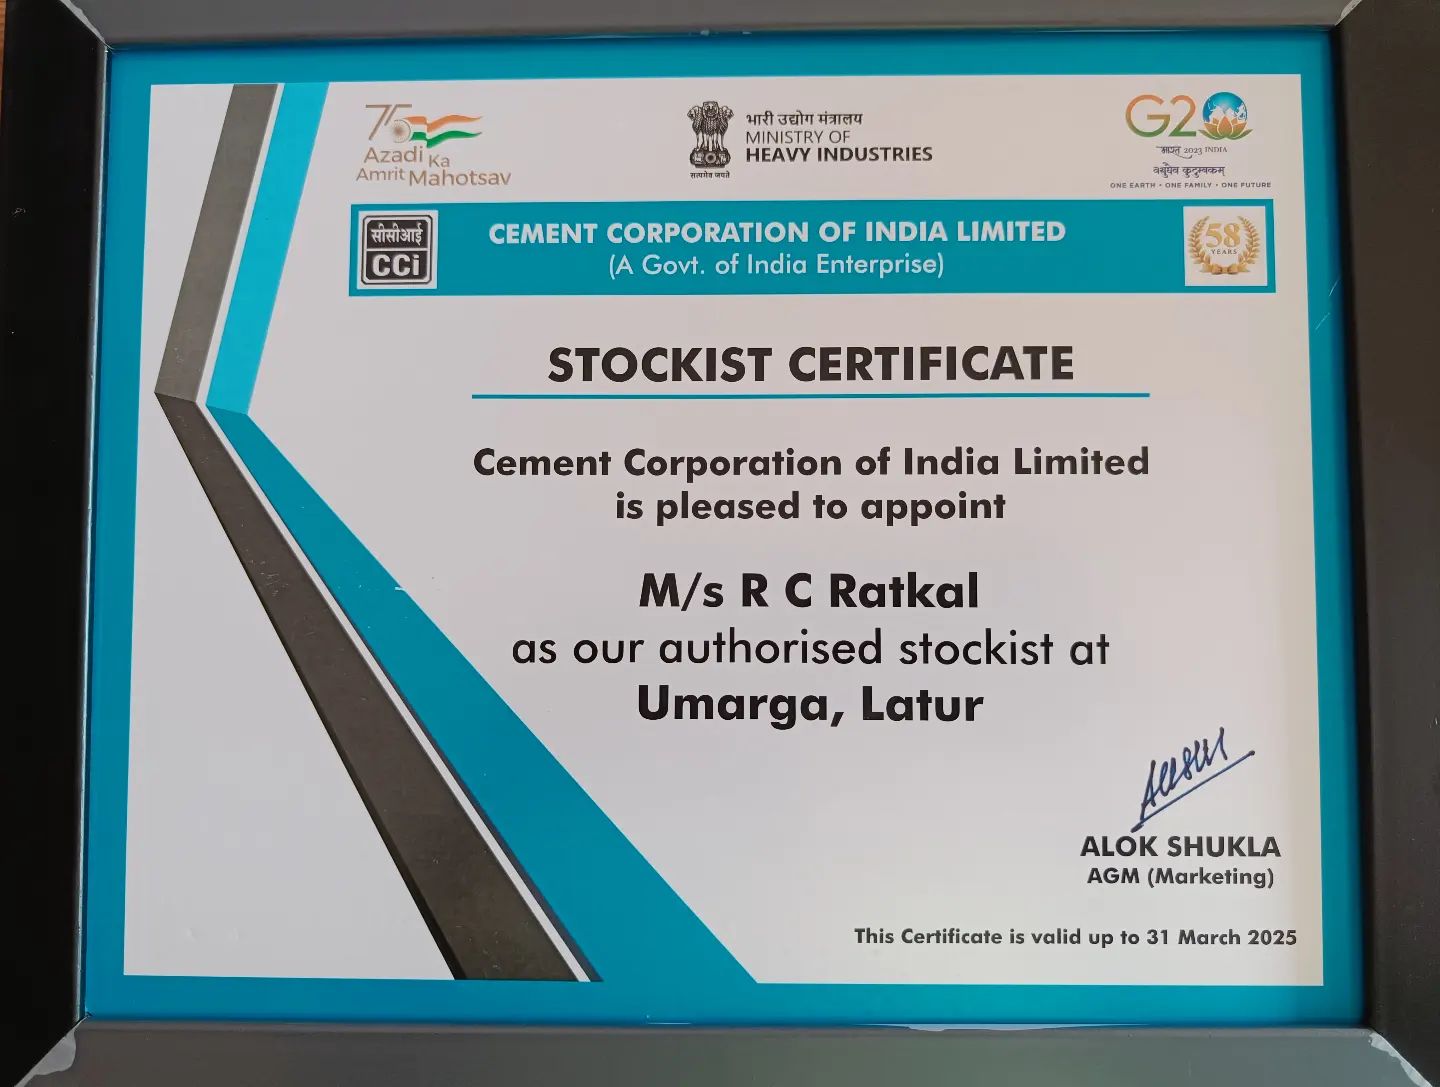 75
Azadi Ka
Amrit Mahotsav
सत्यमेव जयते
भारी उद्योग मंत्रालय
MINISTRY OF
HEAVY INDUSTRIES
G20
भारत 2023 INDIA
वसुधैव कुटुम्बकम्
ONE EARTH • ONE FAMILY • ONE FUTURE
सीसीआई
CCi
CEMENT CORPORATION OF INDIA LIMITED
(A Govt. of India Enterprise)
58
YEARS
STOCKIST CERTIFICATE
Cement Corporation of India Limited
is pleased to appoint
M/s R C Ratkal
as our authorised stockist at
Umarga, Latur
ALOK SHUKLA
AGM (Marketing)
This Certificate is valid up to 31 March 2025